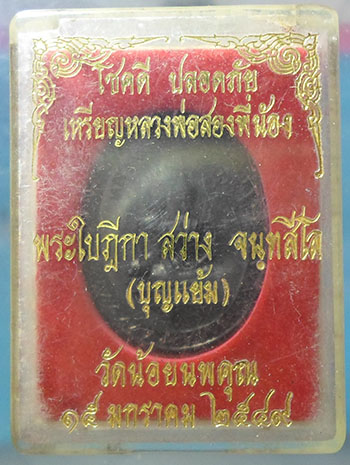 โชคดี ปลอดภัย
เหรียญหลวงพ่อสองพี่น้อง
พระใบฎีกา สว่าง จนฺทสีโล
(บุญแย้ม)
วัดน้อยนพคุณ
๑๕ มกราคม ๒๕๔๙